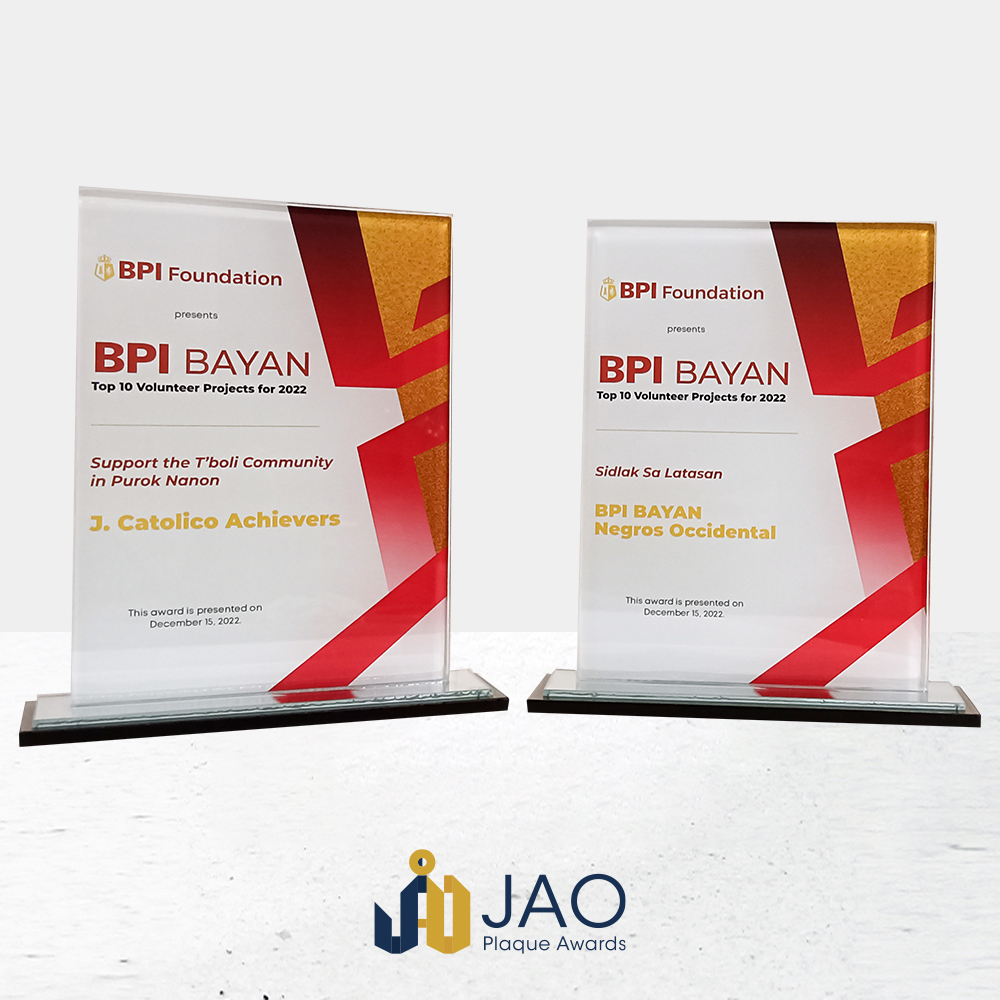 BPI Foundation
presents
BPI BAYAN
Top 10 Volunteer Projects for 2022
Support the T'boli Community
in Purok Nanon
J. Catolico Achievers
This award is presented on
December 15, 2022.
BPI Foundation
presents
BPI BAYAN
Top 10 Volunteer Projects for 2022
Sidlak Sa Latasan
BPI BAYAN
Negros Occidental
This award is presented on
December 15, 2022.
JAO
Plaque Awards